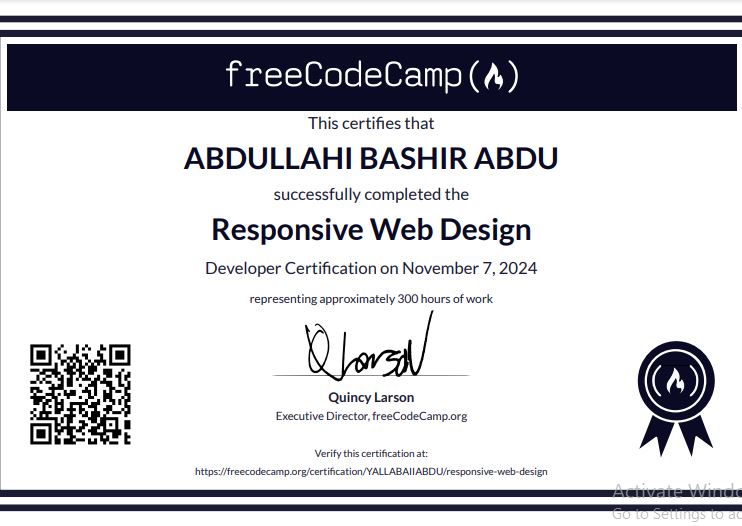 freeCodeCamp
This certifies that
ABDULLAHI BASHIR ABDU
successfully completed the
Responsive Web Design
Developer Certification on November 7, 2024
representing approximately 300 hours of work
Quincy Larson
Executive Director, freeCodeCamp.org
Verify this certification at:
https://freecodecamp.org/certification/YALLABAIIABDU/responsive-web-design
Activate Windo
Go to Settings to ac